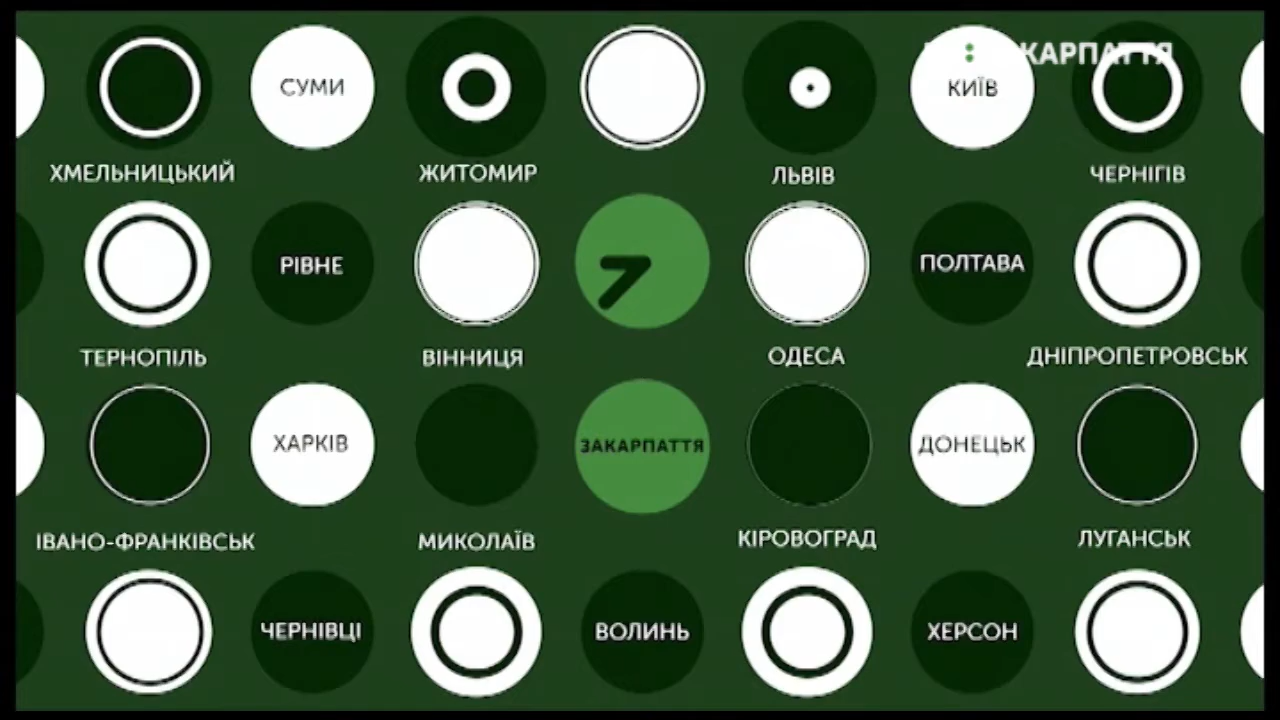 КАРПАТТЯ
СУМИ
КИЇВ
ХМЕЛЬНИЦЬКИЙ
ЖИТОМИР
ЛЬВІВ
ЧЕРНІГІВ
РІВНЕ
ПОЛТАВА
ТЕРНОПІЛЬ
ВІННИЦЯ
ОДЕСА
ДНІПРОПЕТРОВСЬК
ХАРКІВ
ЗАКАРПАТТЯ
ДОНЕЦЬК
ІВАНО-ФРАНКІВСЬК
МИКОЛАЇВ
КІРОВОГРАД
ЛУГАНСЬК
ЧЕРНІВЦІ
ВОЛИНЬ
ХЕРСОН